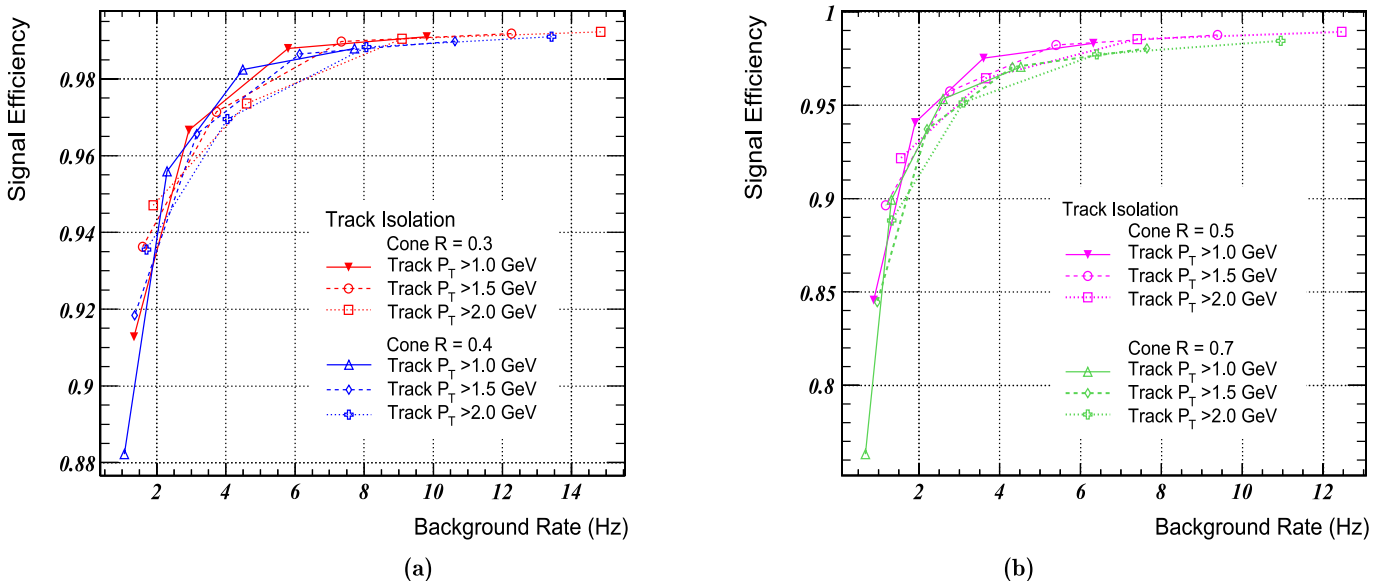 Signal Efficiency
0.98
0.96
0.94
0.92
0.9
0.88
2
4
6
8
10
12
14
Background Rate (Hz)
Track Isolation
Cone R = 0.3
Track P_T >1.0 GeV
Track P_T >1.5 GeV
Track P_T >2.0 GeV
Cone R = 0.4
Track P_T >1.0 GeV
Track P_T >1.5 GeV
Track P_T >2.0 GeV
(a)
Signal Efficiency
1
0.95
0.9
0.85
0.8
2
4
6
8
10
12
Background Rate (Hz)
Track Isolation
Cone R = 0.5
Track P_T >1.0 GeV
Track P_T >1.5 GeV
Track P_T >2.0 GeV
Cone R = 0.7
Track P_T >1.0 GeV
Track P_T >1.5 GeV
Track P_T >2.0 GeV
(b)